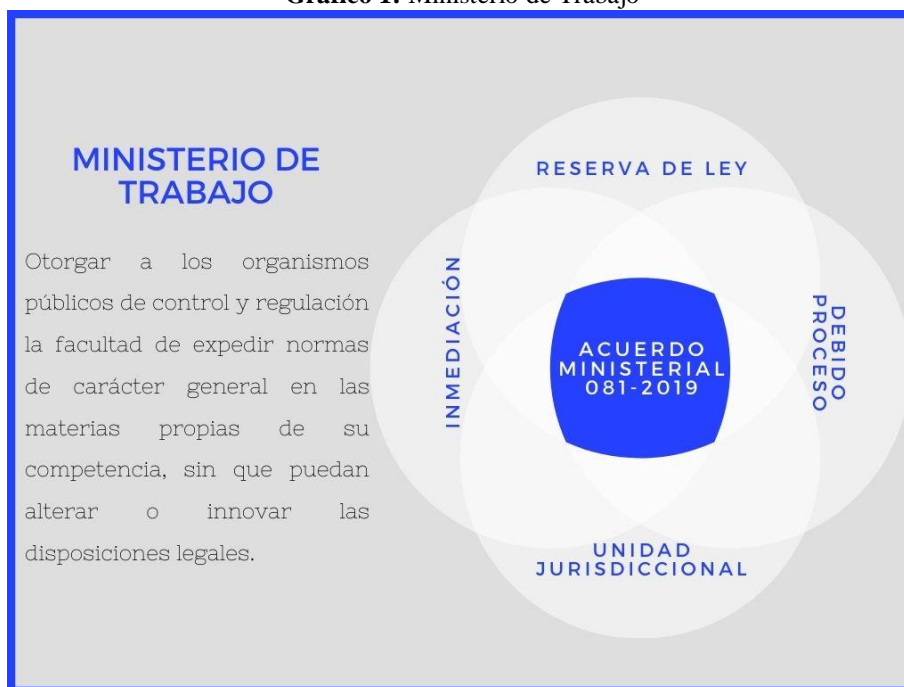 Gráfico 1: Ministerio de Trabajo
MINISTERIO DE
TRABAJO
Otorgar a los organismos
públicos de control y regulación
la facultad de expedir normas
de carácter general en las
materias propias de su
competencia, sin que puedan
alterar o innovar las
disposiciones legales.
RESERVA DE LEY
INMEDIACIÓN
ACUERDO
MINISTERIAL
081-2019
DEBIDO
PROCESO
UNIDAD
JURISDICCIONAL